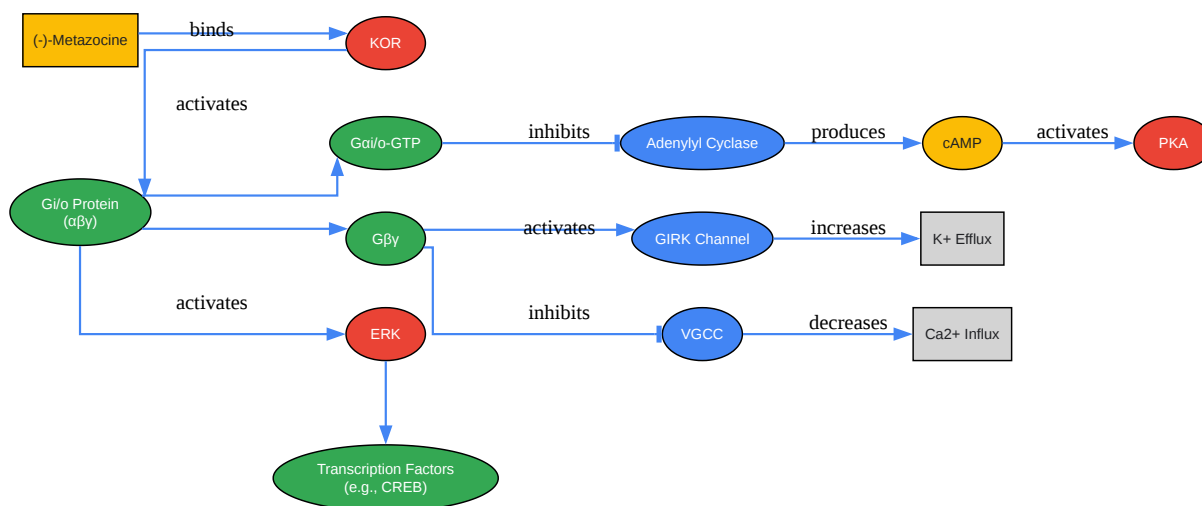 (-)-Metazocine
binds
KOR
activates
Gαi/o-GTP
inhibits
Adenylyl Cyclase
produces
cAMP
activates
PKA
Gi/o Protein
(αβγ)
Gβγ
activates
GIRK Channel
increases
K+ Efflux
activates
ERK
inhibits
VGCC
decreases
Ca2+ Influx
Transcription Factors
(e.g., CREB)